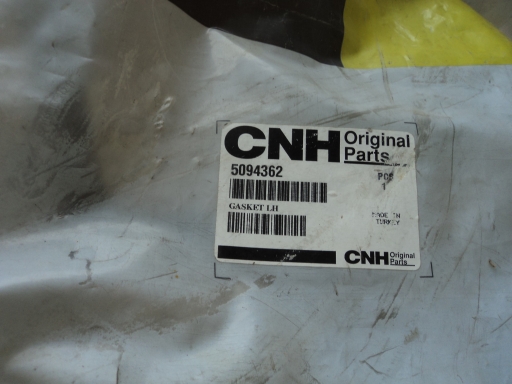 CNH Original Parts
5094362
PCS
1
GASKET LH
MADE IN
TURKEY
CNH Original Parts